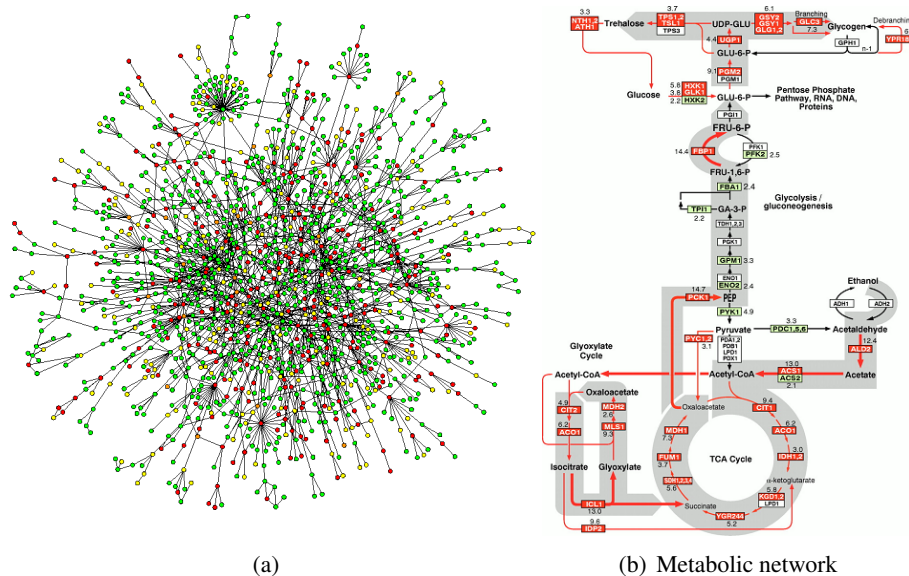 3.3
NTH1,2
ATH1
Trehalose
3.7
TPS1,2
TSL1
TPS3
UDP-GLU
6.1
GSY2
GSY1
GLG1,2
Branching
GLC3
7.3
Glycogen
GPH1
n-1
Debranching
6
YPR18
4.4
UGP1
GLU-6-P
9.1
PGM2
PGM1
Glucose
5.8
3.8
2.2
HXK1
GLK1
HXK2
GLU-6-P
Pentose Phosphate
Pathway, RNA, DNA,
Proteins
PGI1
FRU-6-P
14.4
FBP1
PFK1
PFK2
2.5
FRU-1,6-P
FBA1
2.4
Glycolysis /
gluconeogenesis
TPI1
2.2
GA-3-P
TDH1,2,3
PGK1
GPM1
3.3
ENO1
ENO2
2.4
14.7
PCK1
PEP
PYK1
4.9
Ethanol
ADH1
ADH2
Pyruvate
3.3
PDC1,5,6
Acetaldehyde
PYC1,2
3.1
PDA1,2
PDB1
LPD1
PDX1
12.4
ALD2
Glyoxylate
Cycle
Acetyl-CoA
Acetyl-CoA
13.0
ACS1
ACS2
2.1
Acetate
Oxaloacetate
4.9
CIT2
MDH2
2.6
Oxaloacetate
9.4
CIT1
6.2
ACO1
MLS1
9.3
MDH1
7.3
6.2
ACO1
3.0
IDH1,2
Isocitrate
Glyoxylate
FUM1
3.7
TCA Cycle
SDH1,2,3,4
5.6
α-ketoglutarate
5.8
KGD1,2
LPD1
ICL1
13.0
Succinate
YGR244
5.2
9.6
IDP2
(a)
(b) Metabolic network